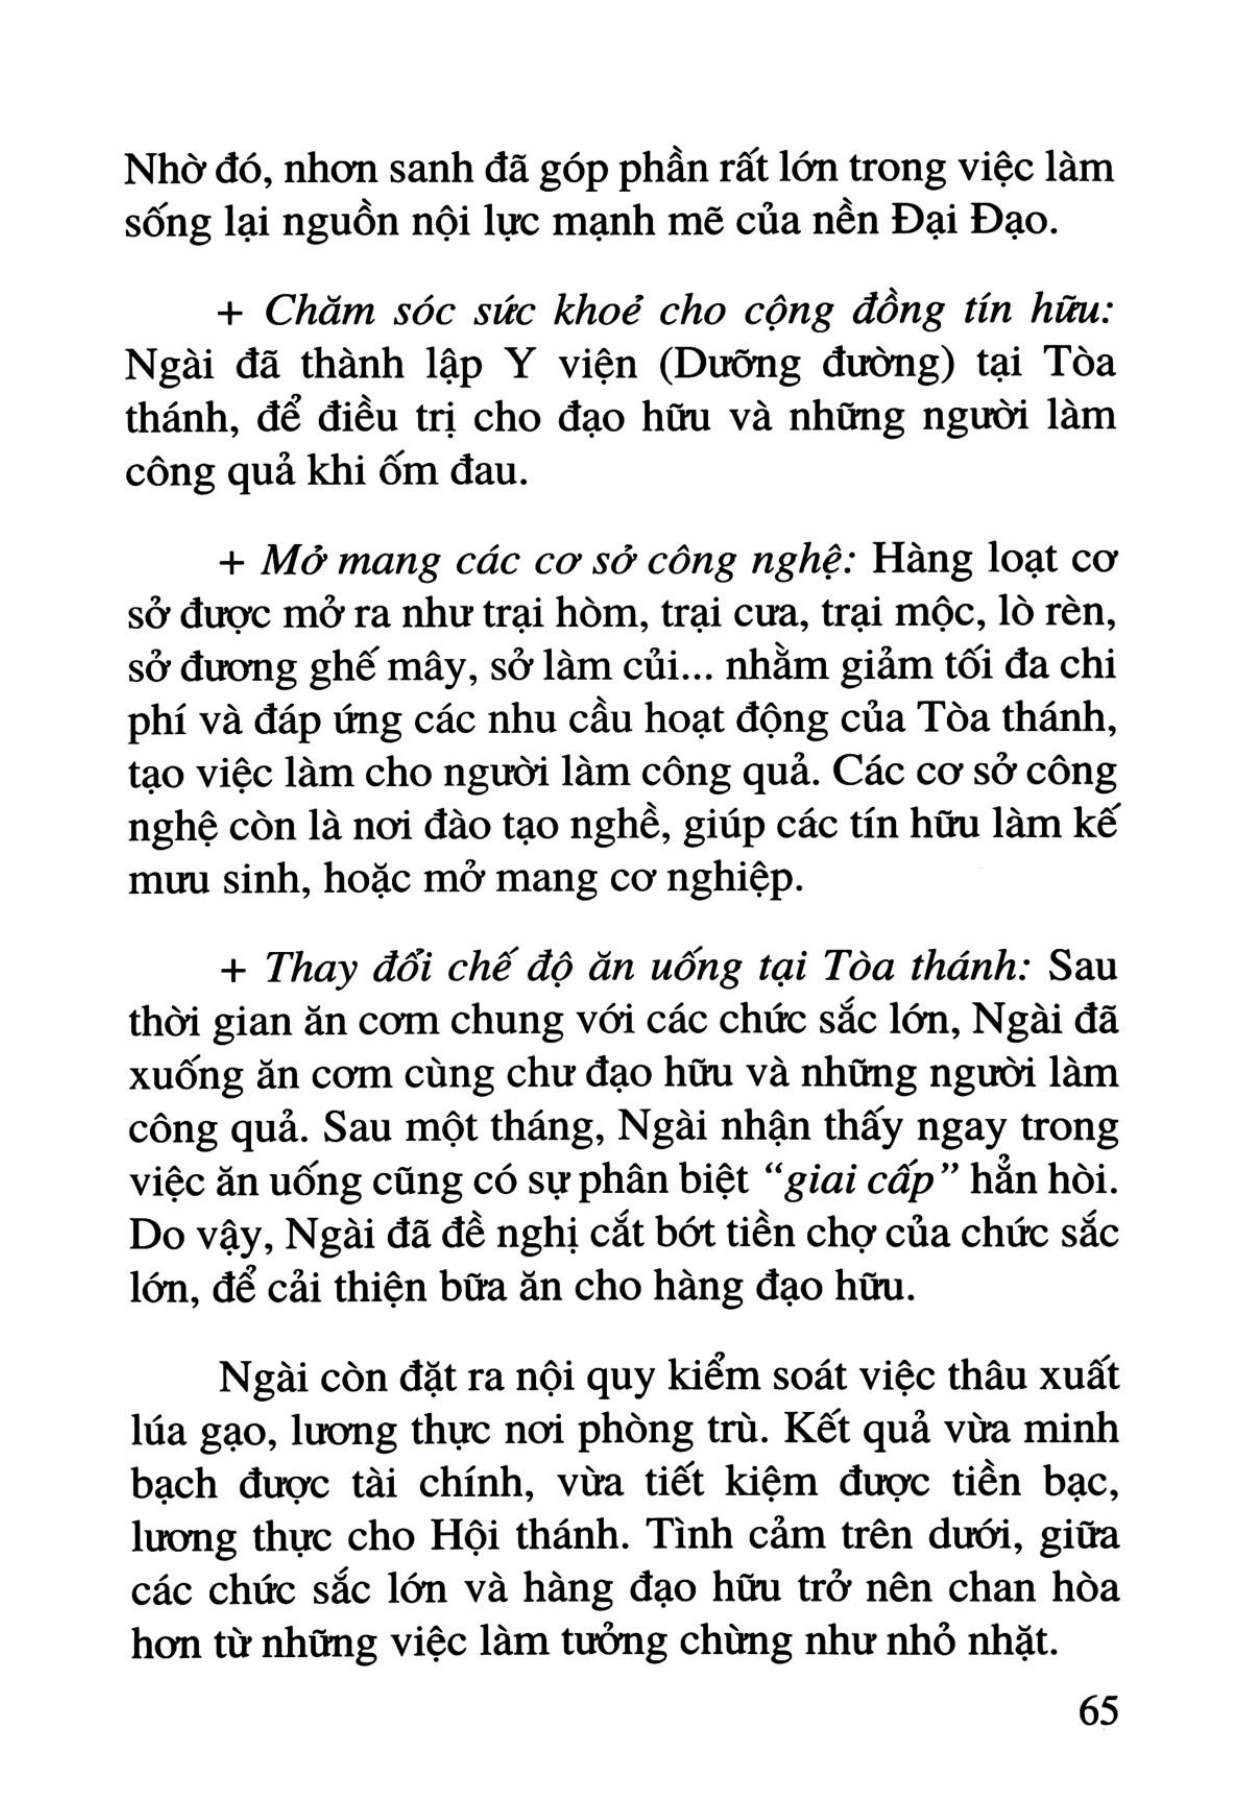 Nhờ đó, nhơn sanh đã góp phần rất lớn trong việc làm
sống lại nguồn nội lực mạnh mẽ của nền Đại Đạo.
+ Chăm sóc sức khoẻ cho cộng đồng tín hữu:
Ngài đã thành lập Y viện (Dưỡng đường) tại Tòa
thánh, để điều trị cho đạo hữu và những người làm
công quả khi ốm đau.
+ Mở mang các cơ sở công nghệ: Hàng loạt cơ
sở được mở ra như trại hòm, trại cưa, trại mộc, lò rèn,
sở đương ghế mây, sở làm củi... nhằm giảm tối đa chi
phí và đáp ứng các nhu cầu hoạt động của Tòa thánh,
tạo việc làm cho người làm công quả. Các cơ sở công
nghệ còn là nơi đào tạo nghề, giúp các tín hữu làm kế
mưu sinh, hoặc mở mang cơ nghiệp.
+ Thay đổi chế độ ăn uống tại Tòa thánh: Sau
thời gian ăn cơm chung với các chức sắc lớn, Ngài đã
xuống ăn cơm cùng chư đạo hữu và những người làm
công quả. Sau một tháng, Ngài nhận thấy ngay trong
việc ăn uống cũng có sự phân biệt “giai cấp” hẳn hòi.
Do vậy, Ngài đã đề nghị cắt bớt tiền chợ của chức sắc
lớn, để cải thiện bữa ăn cho hàng đạo hữu.
Ngài còn đặt ra nội quy kiểm soát việc thâu xuất
lúa gạo, lương thực nơi phòng trù. Kết quả vừa minh
bạch được tài chính, vừa tiết kiệm được tiền bạc,
lương thực cho Hội thánh. Tình cảm trên dưới, giữa
các chức sắc lớn và hàng đạo hữu trở nên chan hòa
hơn từ những việc làm tưởng chừng như nhỏ nhặt.
65